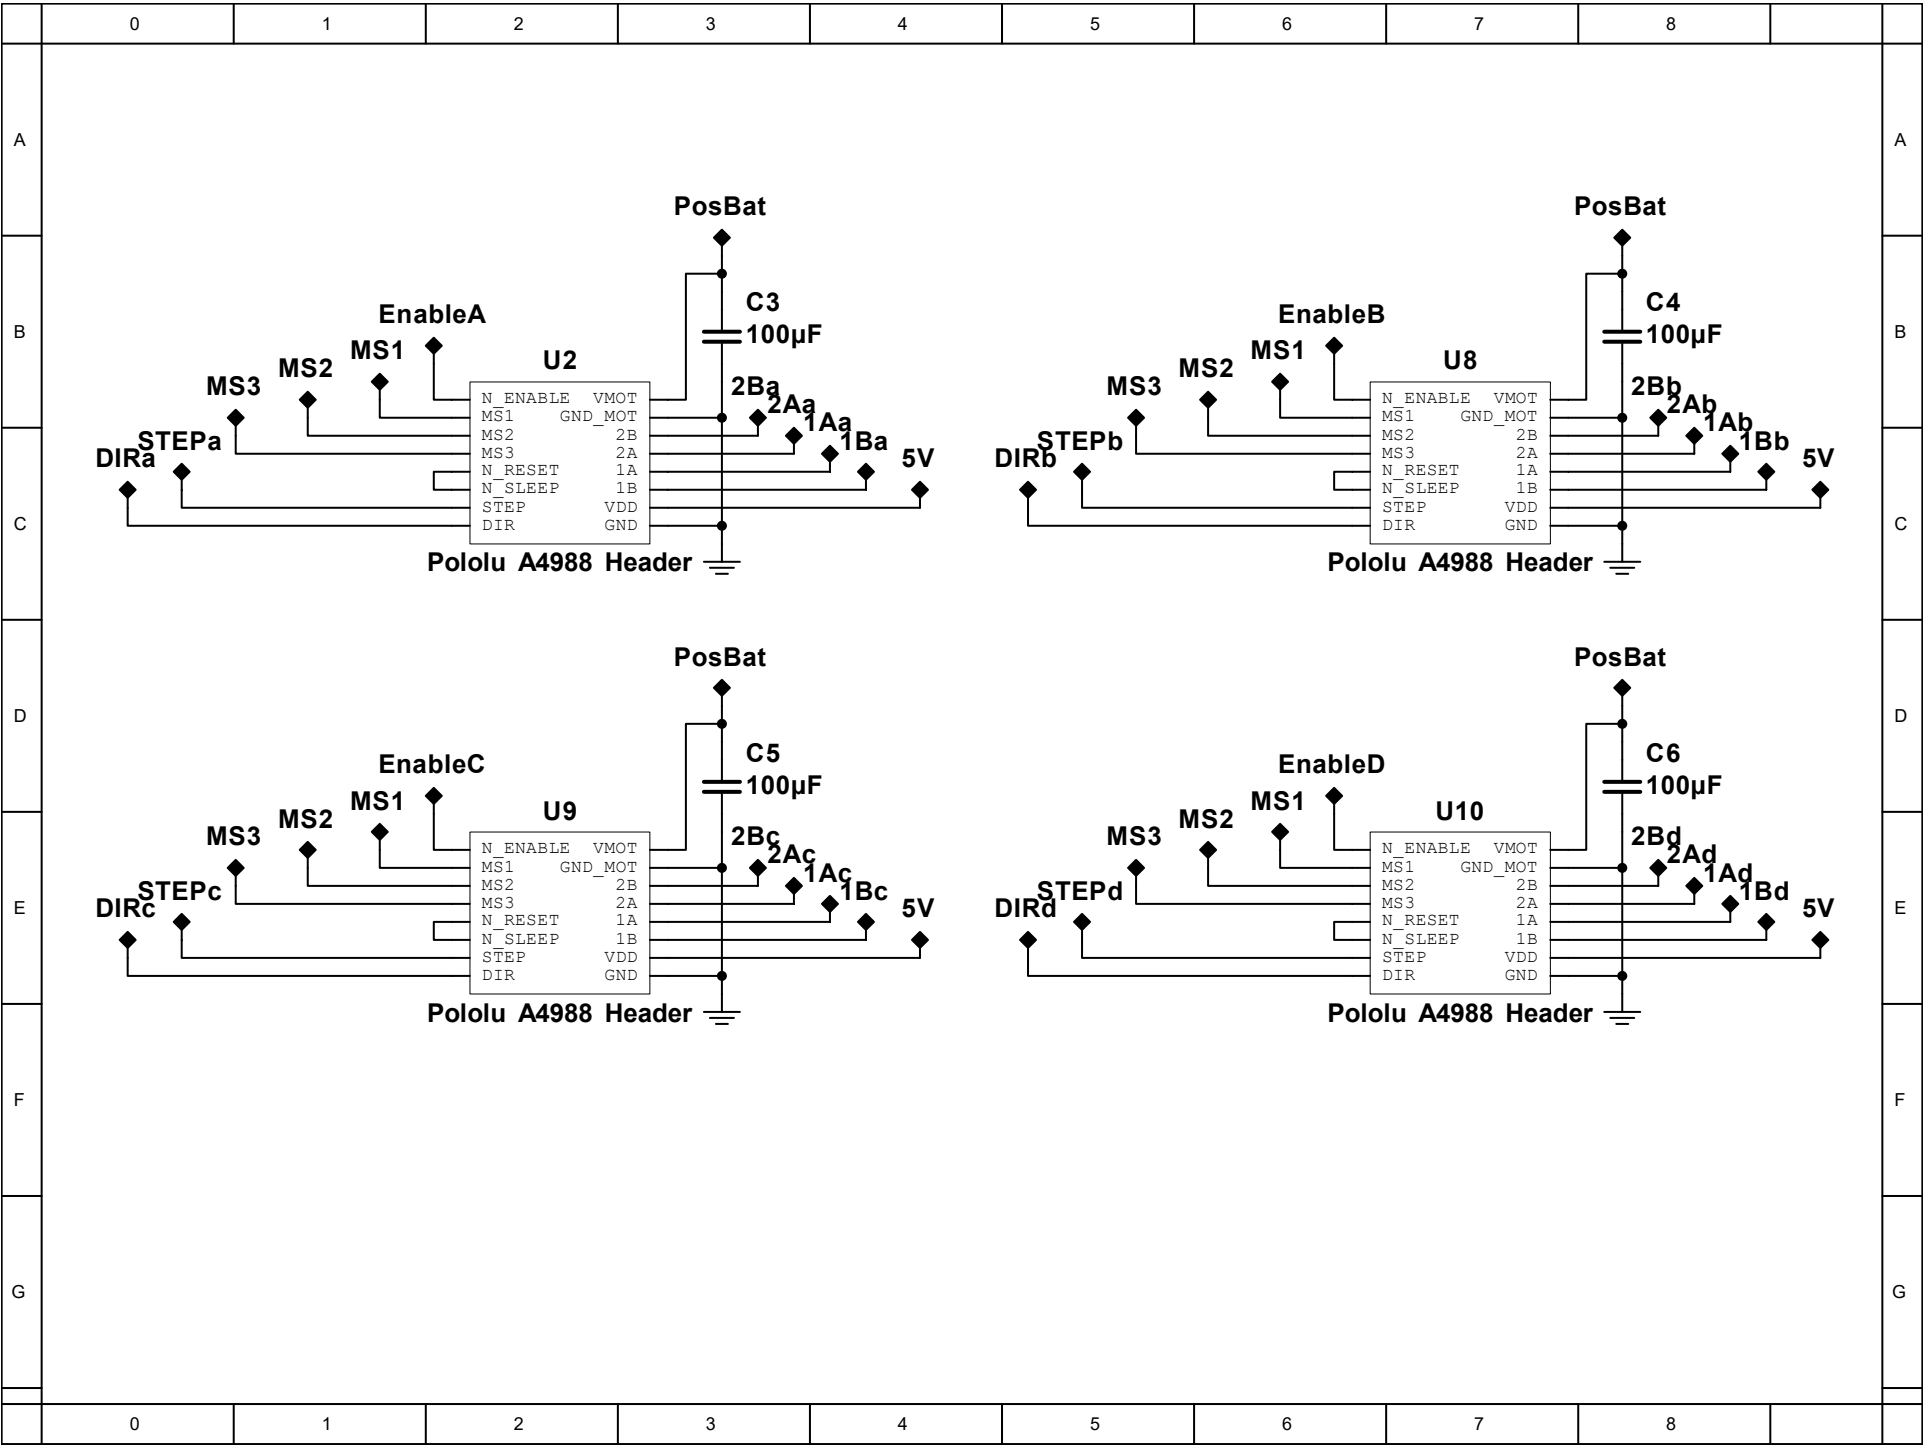 0 1 2 3 4 5 6 7 8
A A
B B
C C
D D
E E
F F
G G
PosBat
C3
100µF
EnableA
MS1
MS2
MS3
STEPa
DIRa
U2
N_ENABLE VMOT
MS1 GND_MOT
MS2 2B
MS3 2A
N_RESET 1A
N_SLEEP 1B
STEP VDD
DIR GND
2Ba
2Aa
1Aa
1Ba
5V
Pololu A4988 Header
PosBat
C4
100µF
EnableB
MS1
MS2
MS3
STEPb
DIRb
U8
N_ENABLE VMOT
MS1 GND_MOT
MS2 2B
MS3 2A
N_RESET 1A
N_SLEEP 1B
STEP VDD
DIR GND
2Bb
2Ab
1Ab
1Bb
5V
Pololu A4988 Header
PosBat
C5
100µF
EnableC
MS1
MS2
MS3
STEPc
DIRc
U9
N_ENABLE VMOT
MS1 GND_MOT
MS2 2B
MS3 2A
N_RESET 1A
N_SLEEP 1B
STEP VDD
DIR GND
2Bc
2Ac
1Ac
1Bc
5V
Pololu A4988 Header
PosBat
C6
100µF
EnableD
MS1
MS2
MS3
STEPd
DIRd
U10
N_ENABLE VMOT
MS1 GND_MOT
MS2 2B
MS3 2A
N_RESET 1A
N_SLEEP 1B
STEP VDD
DIR GND
2Bd
2Ad
1Ad
1Bd
5V
Pololu A4988 Header
0 1 2 3 4 5 6 7 8